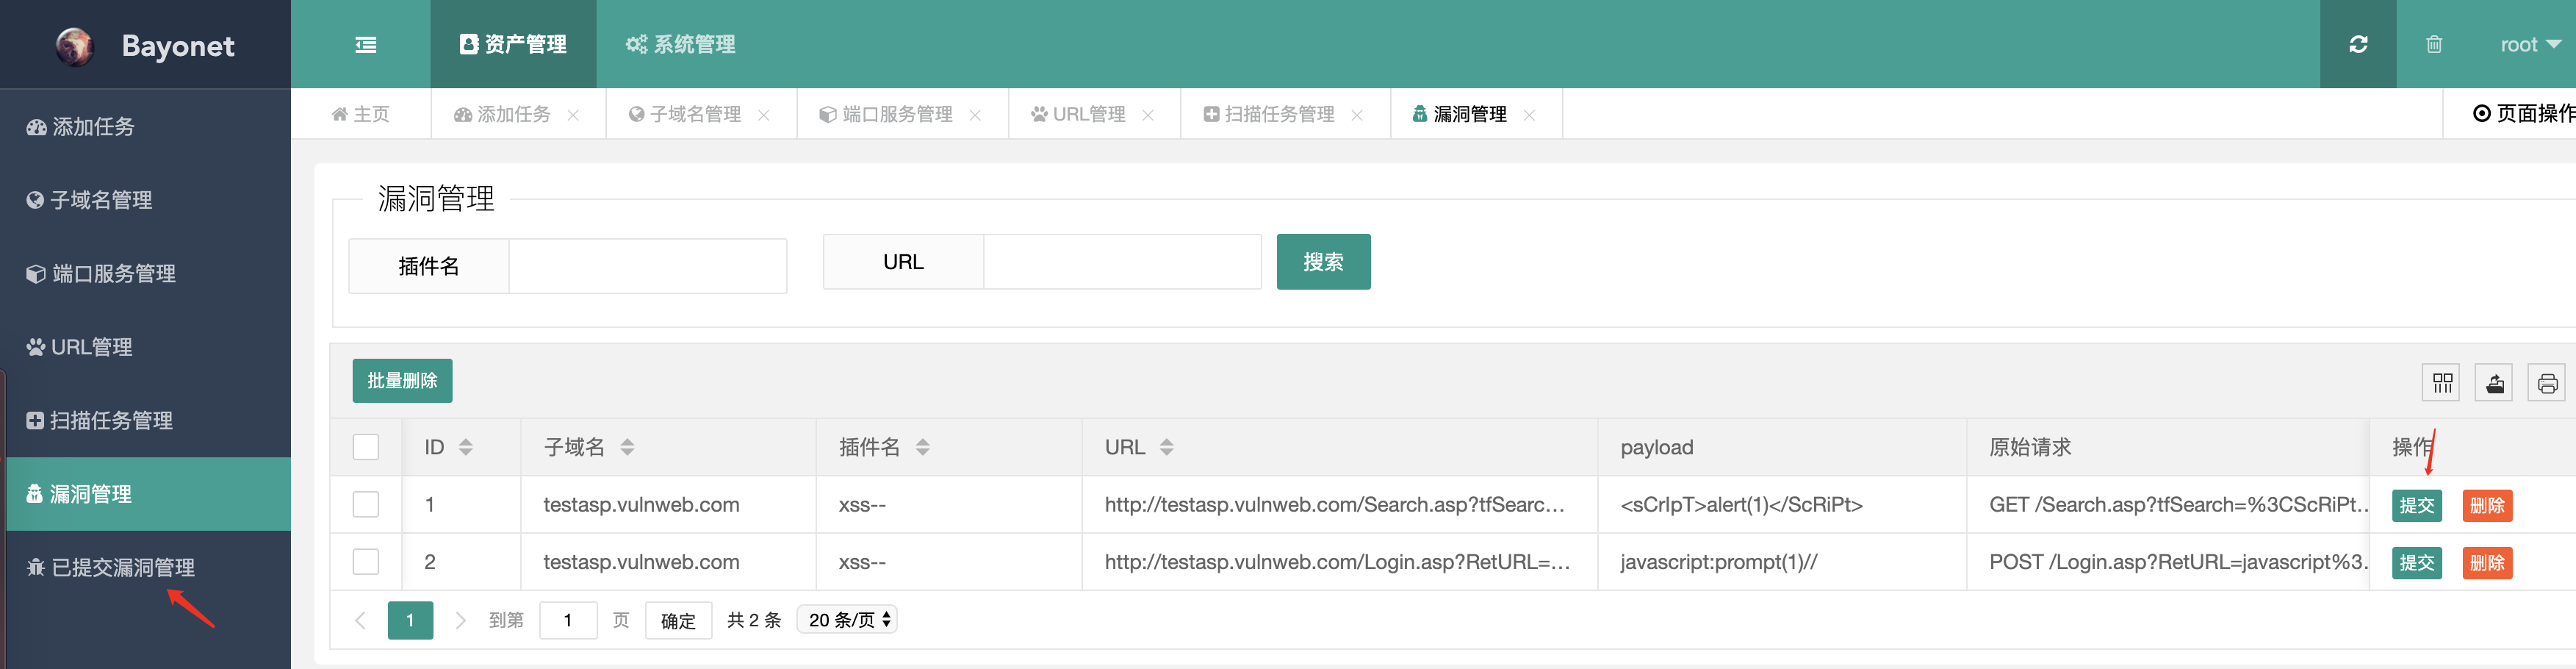 Bayonet
资产管理
系统管理
root
主页
添加任务
子域名管理
端口服务管理
URL管理
扫描任务管理
漏洞管理
页面操作
添加任务
子域名管理
端口服务管理
URL管理
扫描任务管理
漏洞管理
已提交漏洞管理
漏洞管理
插件名
URL
搜索
批量删除
ID 子域名 插件名 URL payload 原始请求 操作
1 testasp.vulnweb.com xss-- http://testasp.vulnweb.com/Search.asp?tfSearc... <sCrIpT>alert(1)</ScRiPt> GET /Search.asp?tfSearch=%3CScRiPt.. 提交 删除
2 testasp.vulnweb.com xss-- http://testasp.vulnweb.com/Login.asp?RetURL=... javascript:prompt(1)// POST /Login.asp?RetURL=javascript%3. 提交 删除
1 到第 1 页 确定 共 2 条 20 条/页